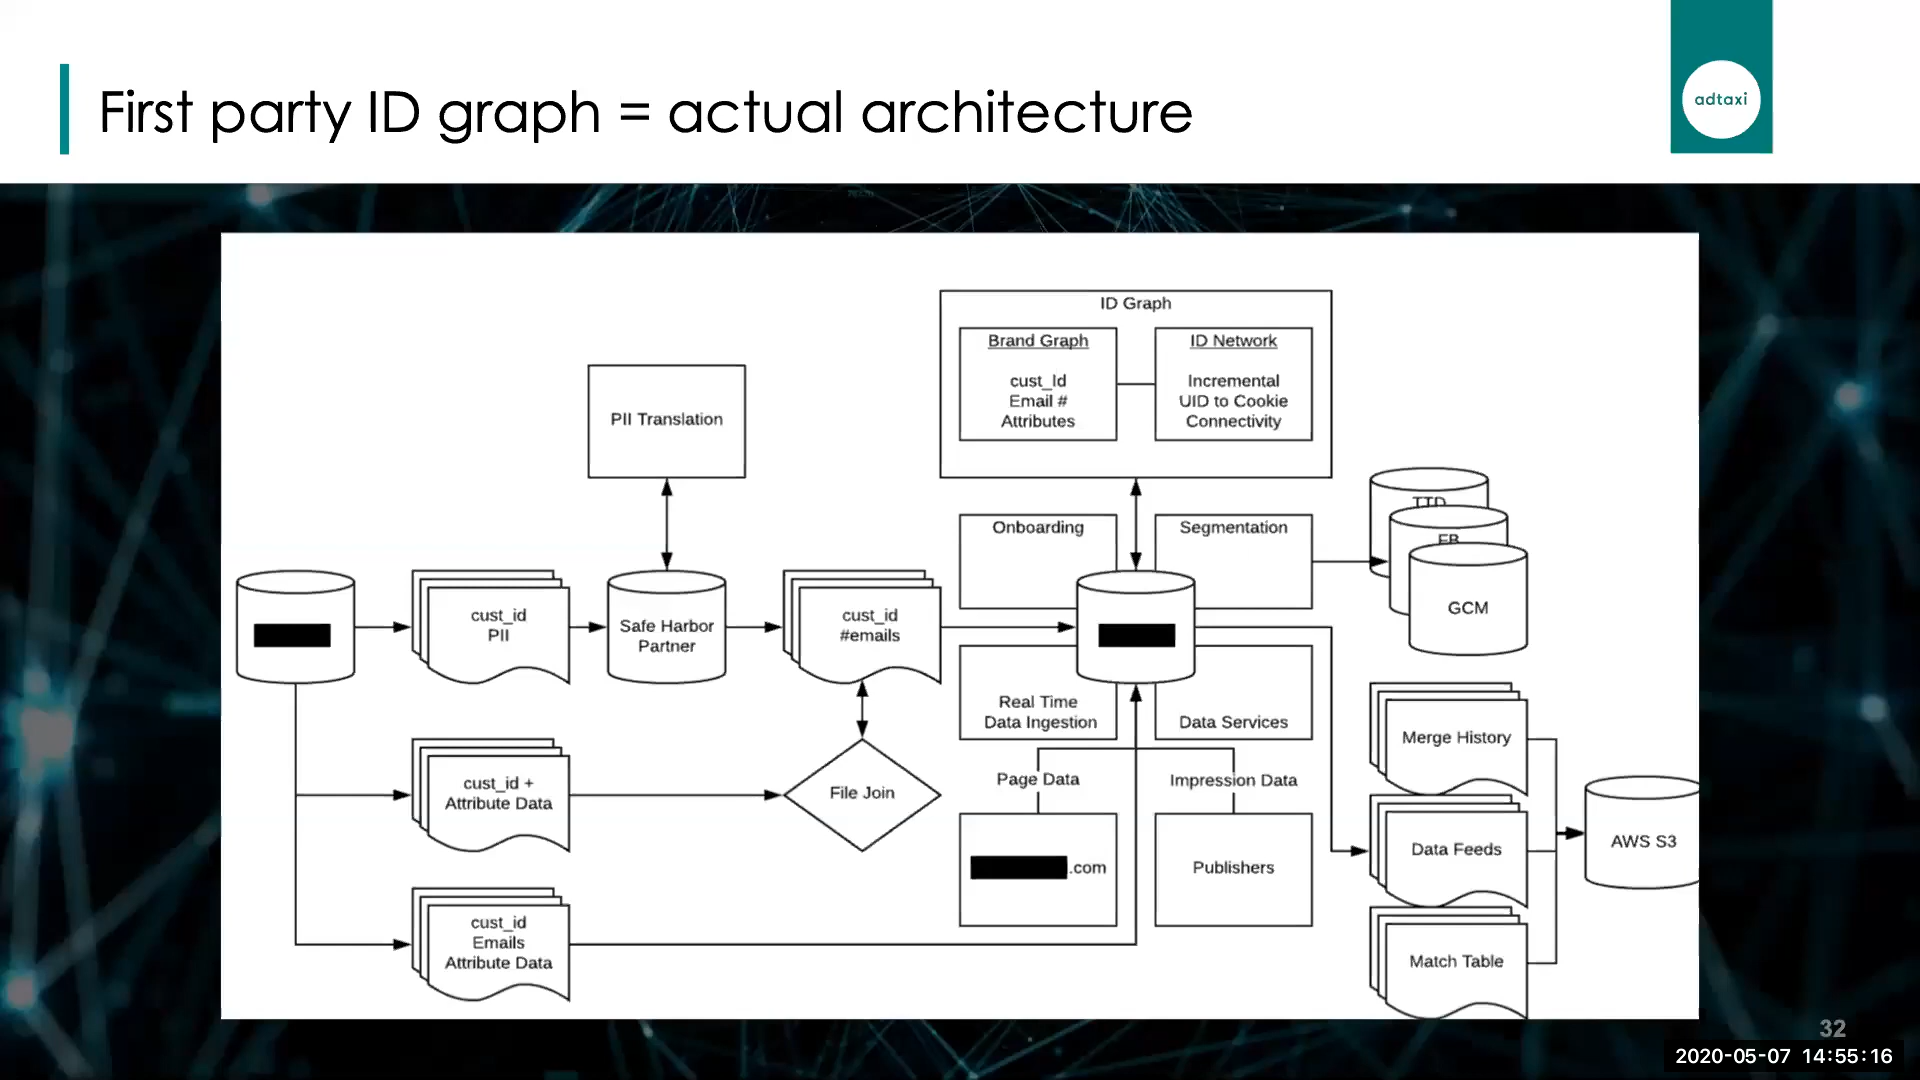 First party ID graph = actual architecture
adtaxi
ID Graph
Brand Graph
cust_Id
Email #
Attributes
ID Network
Incremental
UID to Cookie
Connectivity
PII Translation
Onboarding
Segmentation
TTD
FB
GCM
cust_id
PII
Safe Harbor
Partner
cust_id
#emails
Real Time
Data Ingestion
Data Services
Merge History
cust_id +
Attribute Data
File Join
Page Data
Impression Data
.com
Publishers
Data Feeds
AWS S3
cust_id
Emails
Attribute Data
Match Table
32
2020-05-07 14:55:16